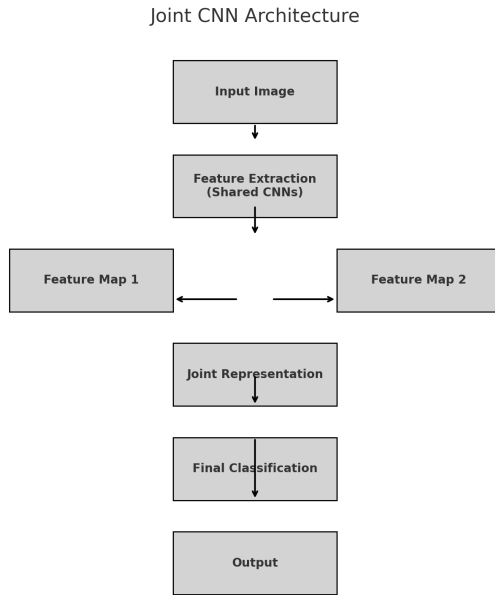 Joint CNN Architecture
Input Image
Feature Extraction
(Shared CNNs)
Feature Map 1
Feature Map 2
Joint Representation
Final Classification
Output